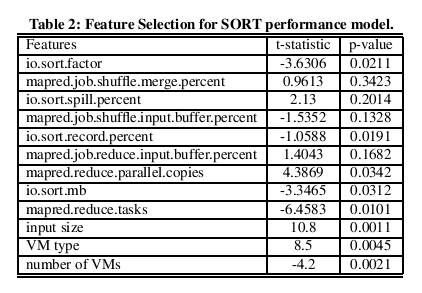 Table 2: Feature Selection for SORT performance model.
Features t-statistic p-value
io.sort.factor -3.6306 0.0211
mapred.job.shuffle.merge.percent 0.9613 0.3423
io.sort.spill.percent 2.13 0.2014
mapred.job.shuffle.input.buffer.percent -1.5352 0.1328
io.sort.record.percent -1.0588 0.0191
mapred.job.reduce.input.buffer.percent 1.4043 0.1682
mapred.reduce.parallel.copies 4.3869 0.0342
io.sort.mb -3.3465 0.0312
mapred.reduce.tasks -6.4583 0.0101
input size 10.8 0.0011
VM type 8.5 0.0045
number of VMs -4.2 0.0021